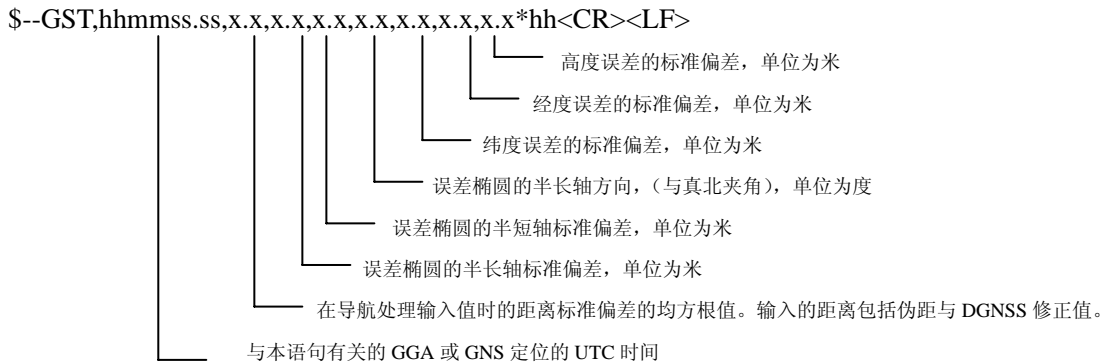 $--GST,hhmmss.ss,x.x,x.x,x.x,x.x,x.x,x.x,x.x*hh<CR><LF>
高度误差的标准偏差，单位为米
经度误差的标准偏差，单位为米
纬度误差的标准偏差，单位为米
误差椭圆的半长轴方向，（与真北夹角），单位为度
误差椭圆的半短轴标准偏差，单位为米
误差椭圆的半长轴标准偏差，单位为米
在导航处理输入值时的距离标准偏差的均方根值。输入的距离包括伪距与 DGNSS 修正值。
与本语句有关的 GGA 或 GNS 定位的 UTC 时间